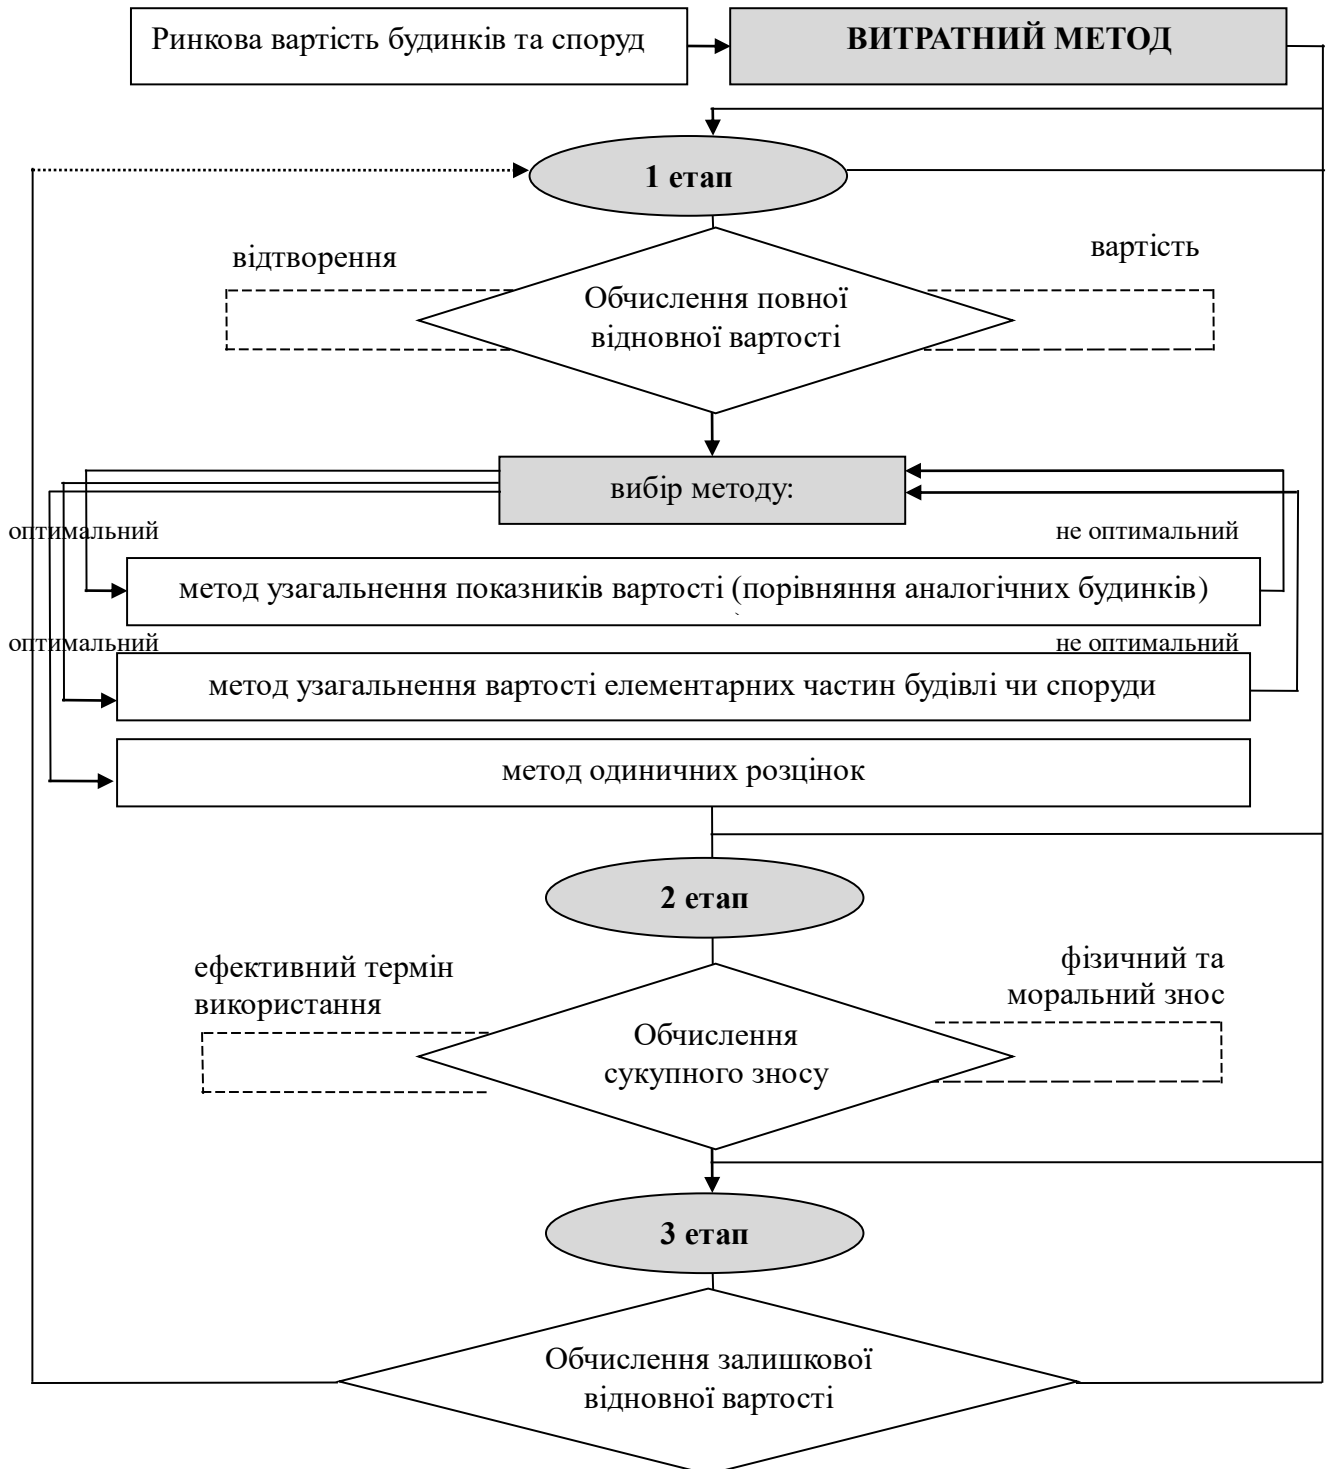 Ринкова вартість будинків та споруд
ВИТРАТНИЙ МЕТОД
1 етап
відтворення
вартість
Обчислення повної
відновної вартості
вибір методу:
оптимальний
не оптимальний
метод узагальнення показників вартості (порівняння аналогічних будинків)
оптимальний
не оптимальний
метод узагальнення вартості елементарних частин будівлі чи споруди
метод одиничних розцінок
2 етап
ефективний термін
використання
фізичний та
моральний знос
Обчислення
сукупного зносу
3 етап
Обчислення залишкової
відновної вартості